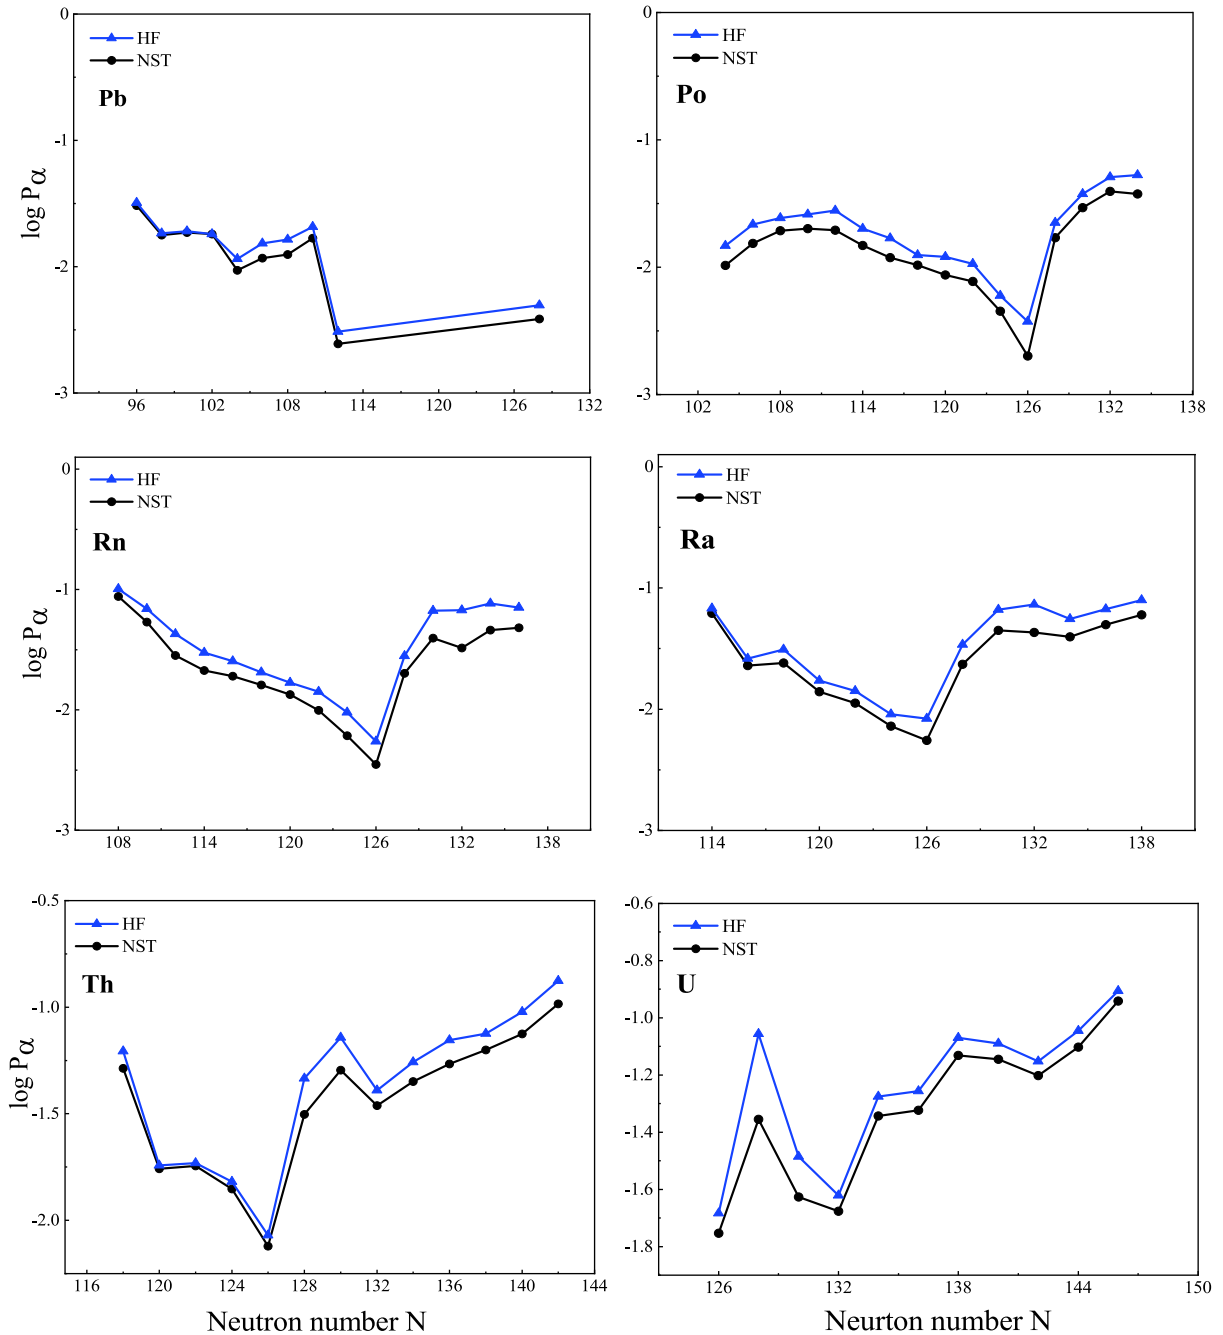 0
HF
NST
Pb
-1
log Pα
-2
-3
96 102 108 114 120 126 132
0
HF
NST
Po
-1
-2
-3
102 108 114 120 126 132 138
0
HF
NST
Rn
-1
log Pα
-2
-3
108 114 120 126 132 138
0
HF
NST
Ra
-1
-2
-3
114 120 126 132 138
-0.5
HF
NST
Th
-1.0
log Pα
-1.5
-2.0
116 120 124 128 132 136 140 144
Neutron number N
-0.6
HF
NST
-0.8
U
-1.0
-1.2
-1.4
-1.6
-1.8
126 132 138 144 150
Neurton number N